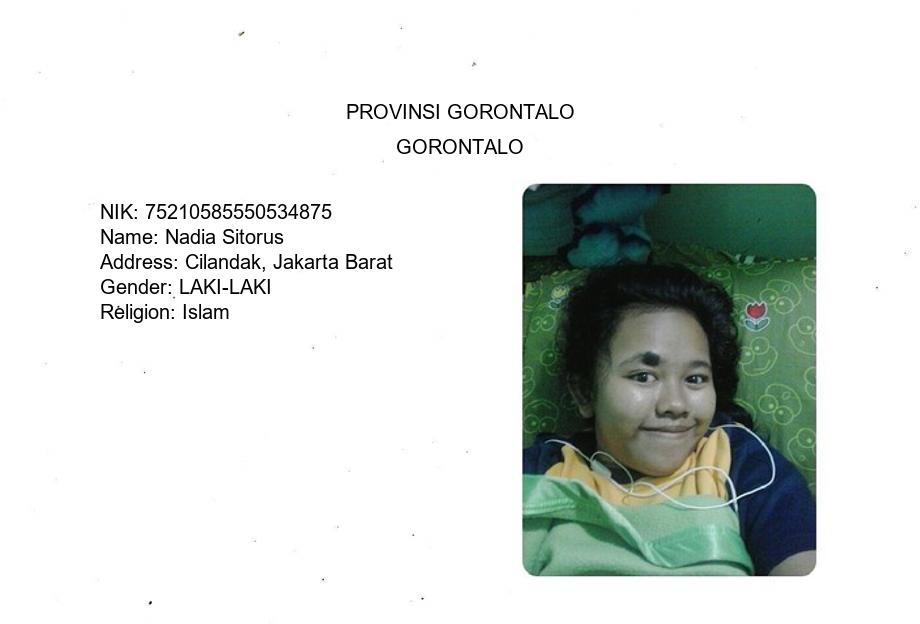 PROVINSI GORONTALO
GORONTALO
NIK: 75210585550534875
Name: Nadia Sitorus
Address: Cilandak, Jakarta Barat
Gender: LAKI-LAKI
Religion: Islam